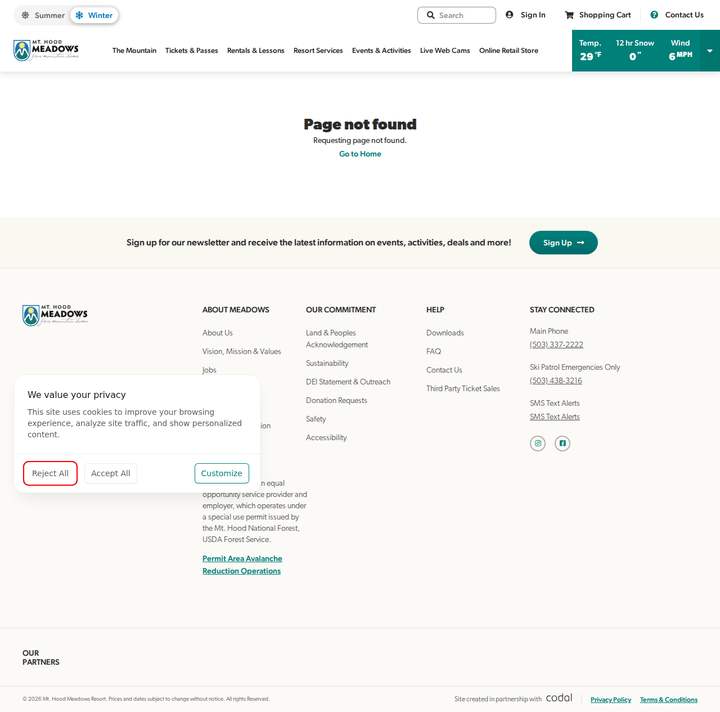 Summer
Winter
Search
Sign In
Shopping Cart
Contact Us
MT. HOOD
MEADOWS
The Mountain
Tickets & Passes
Rentals & Lessons
Resort Services
Events & Activities
Live Web Cams
Online Retail Store
Temp.
29 °F
12 hr Snow
0 "
Wind
6 MPH
Page not found
Requesting page not found.
Go to Home
Sign up for our newsletter and receive the latest information on events, activities, deals and more!
Sign Up
MT. HOOD
MEADOWS
ABOUT MEADOWS
About Us
Vision, Mission & Values
Jobs
OUR COMMITMENT
Land & Peoples
Acknowledgement
Sustainability
DEI Statement & Outreach
Donation Requests
Safety
Accessibility
HELP
Downloads
FAQ
Contact Us
Third Party Ticket Sales
STAY CONNECTED
Main Phone
(503) 337-2222
Ski Patrol Emergencies Only
(503) 438-3216
SMS Text Alerts
SMS Text Alerts
We value your privacy
This site uses cookies to improve your browsing
experience, analyze site traffic, and show personalized
content.
Reject All
Accept All
Customize
equal
opportunity service provider and
employer, which operates under
a special use permit issued by
the Mt. Hood National Forest,
USDA Forest Service.
Permit Area Avalanche
Reduction Operations
OUR
PARTNERS
© 2026 Mt. Hood Meadows Resort. Prices and dates subject to change without notice. All rights Reserved.
Site created in partnership with codal
Privacy Policy
Terms & Conditions